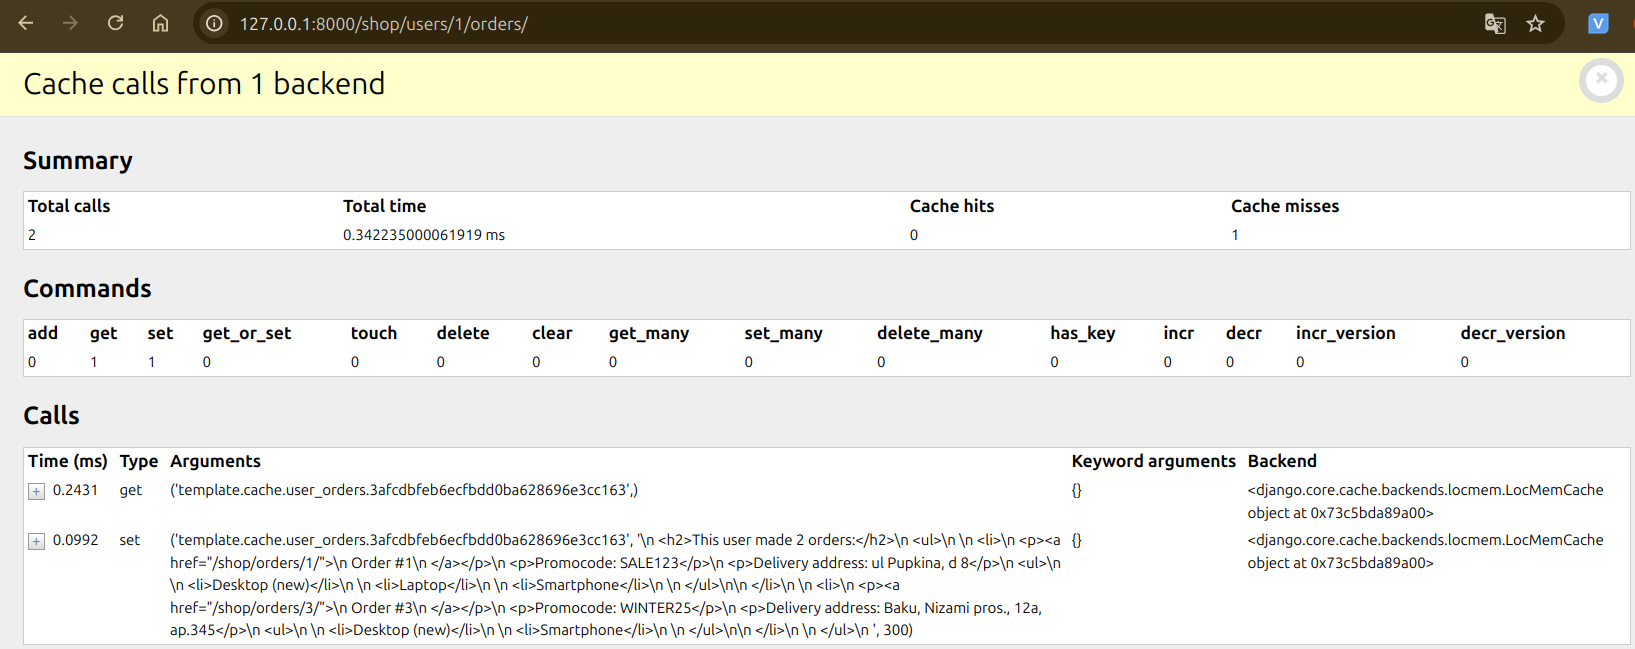 127.0.0.1:8000/shop/users/1/orders/
V
Cache calls from 1 backend
Summary
Total calls Total time Cache hits Cache misses
2 0.342235000061919 ms 0 1
Commands
add get set get_or_set touch delete clear get_many set_many delete_many has_key incr decr incr_version decr_version
0 1 1 0 0 0 0 0 0 0 0 0 0 0 0
Calls
Time (ms) Type Arguments Keyword arguments Backend
+ 0.2431 get ('template.cache.user_orders.3afcdbfeb6ecfbdd0ba628696e3cc163',) {} <django.core.cache.backends.locmem.LocMemCache
object at 0x73c5bda89a00>
+ 0.0992 set ('template.cache.user_orders.3afcdbfeb6ecfbdd0ba628696e3cc163', '\n <h2>This user made 2 orders:</h2>\n <ul>\n \n <li>\n <p><a {} <django.core.cache.backends.locmem.LocMemCache
href="/shop/orders/1/">\n Order #1\n </a></p>\n <p>Promocode: SALE123</p>\n <p>Delivery address: ul Pupkina, d 8</p>\n <ul>\n object at 0x73c5bda89a00>
\n <li>Desktop (new)</li>\n \n <li>Laptop</li>\n \n <li>Smartphone</li>\n \n </ul>\n\n </li>\n \n <li>\n <p><a
href="/shop/orders/3/">\n Order #3\n </a></p>\n <p>Promocode: WINTER25</p>\n <p>Delivery address: Baku, Nizami pros., 12a,
ap.345</p>\n <ul>\n \n <li>Desktop (new)</li>\n \n <li>Smartphone</li>\n \n </ul>\n\n </li>\n \n </ul>\n ', 300)